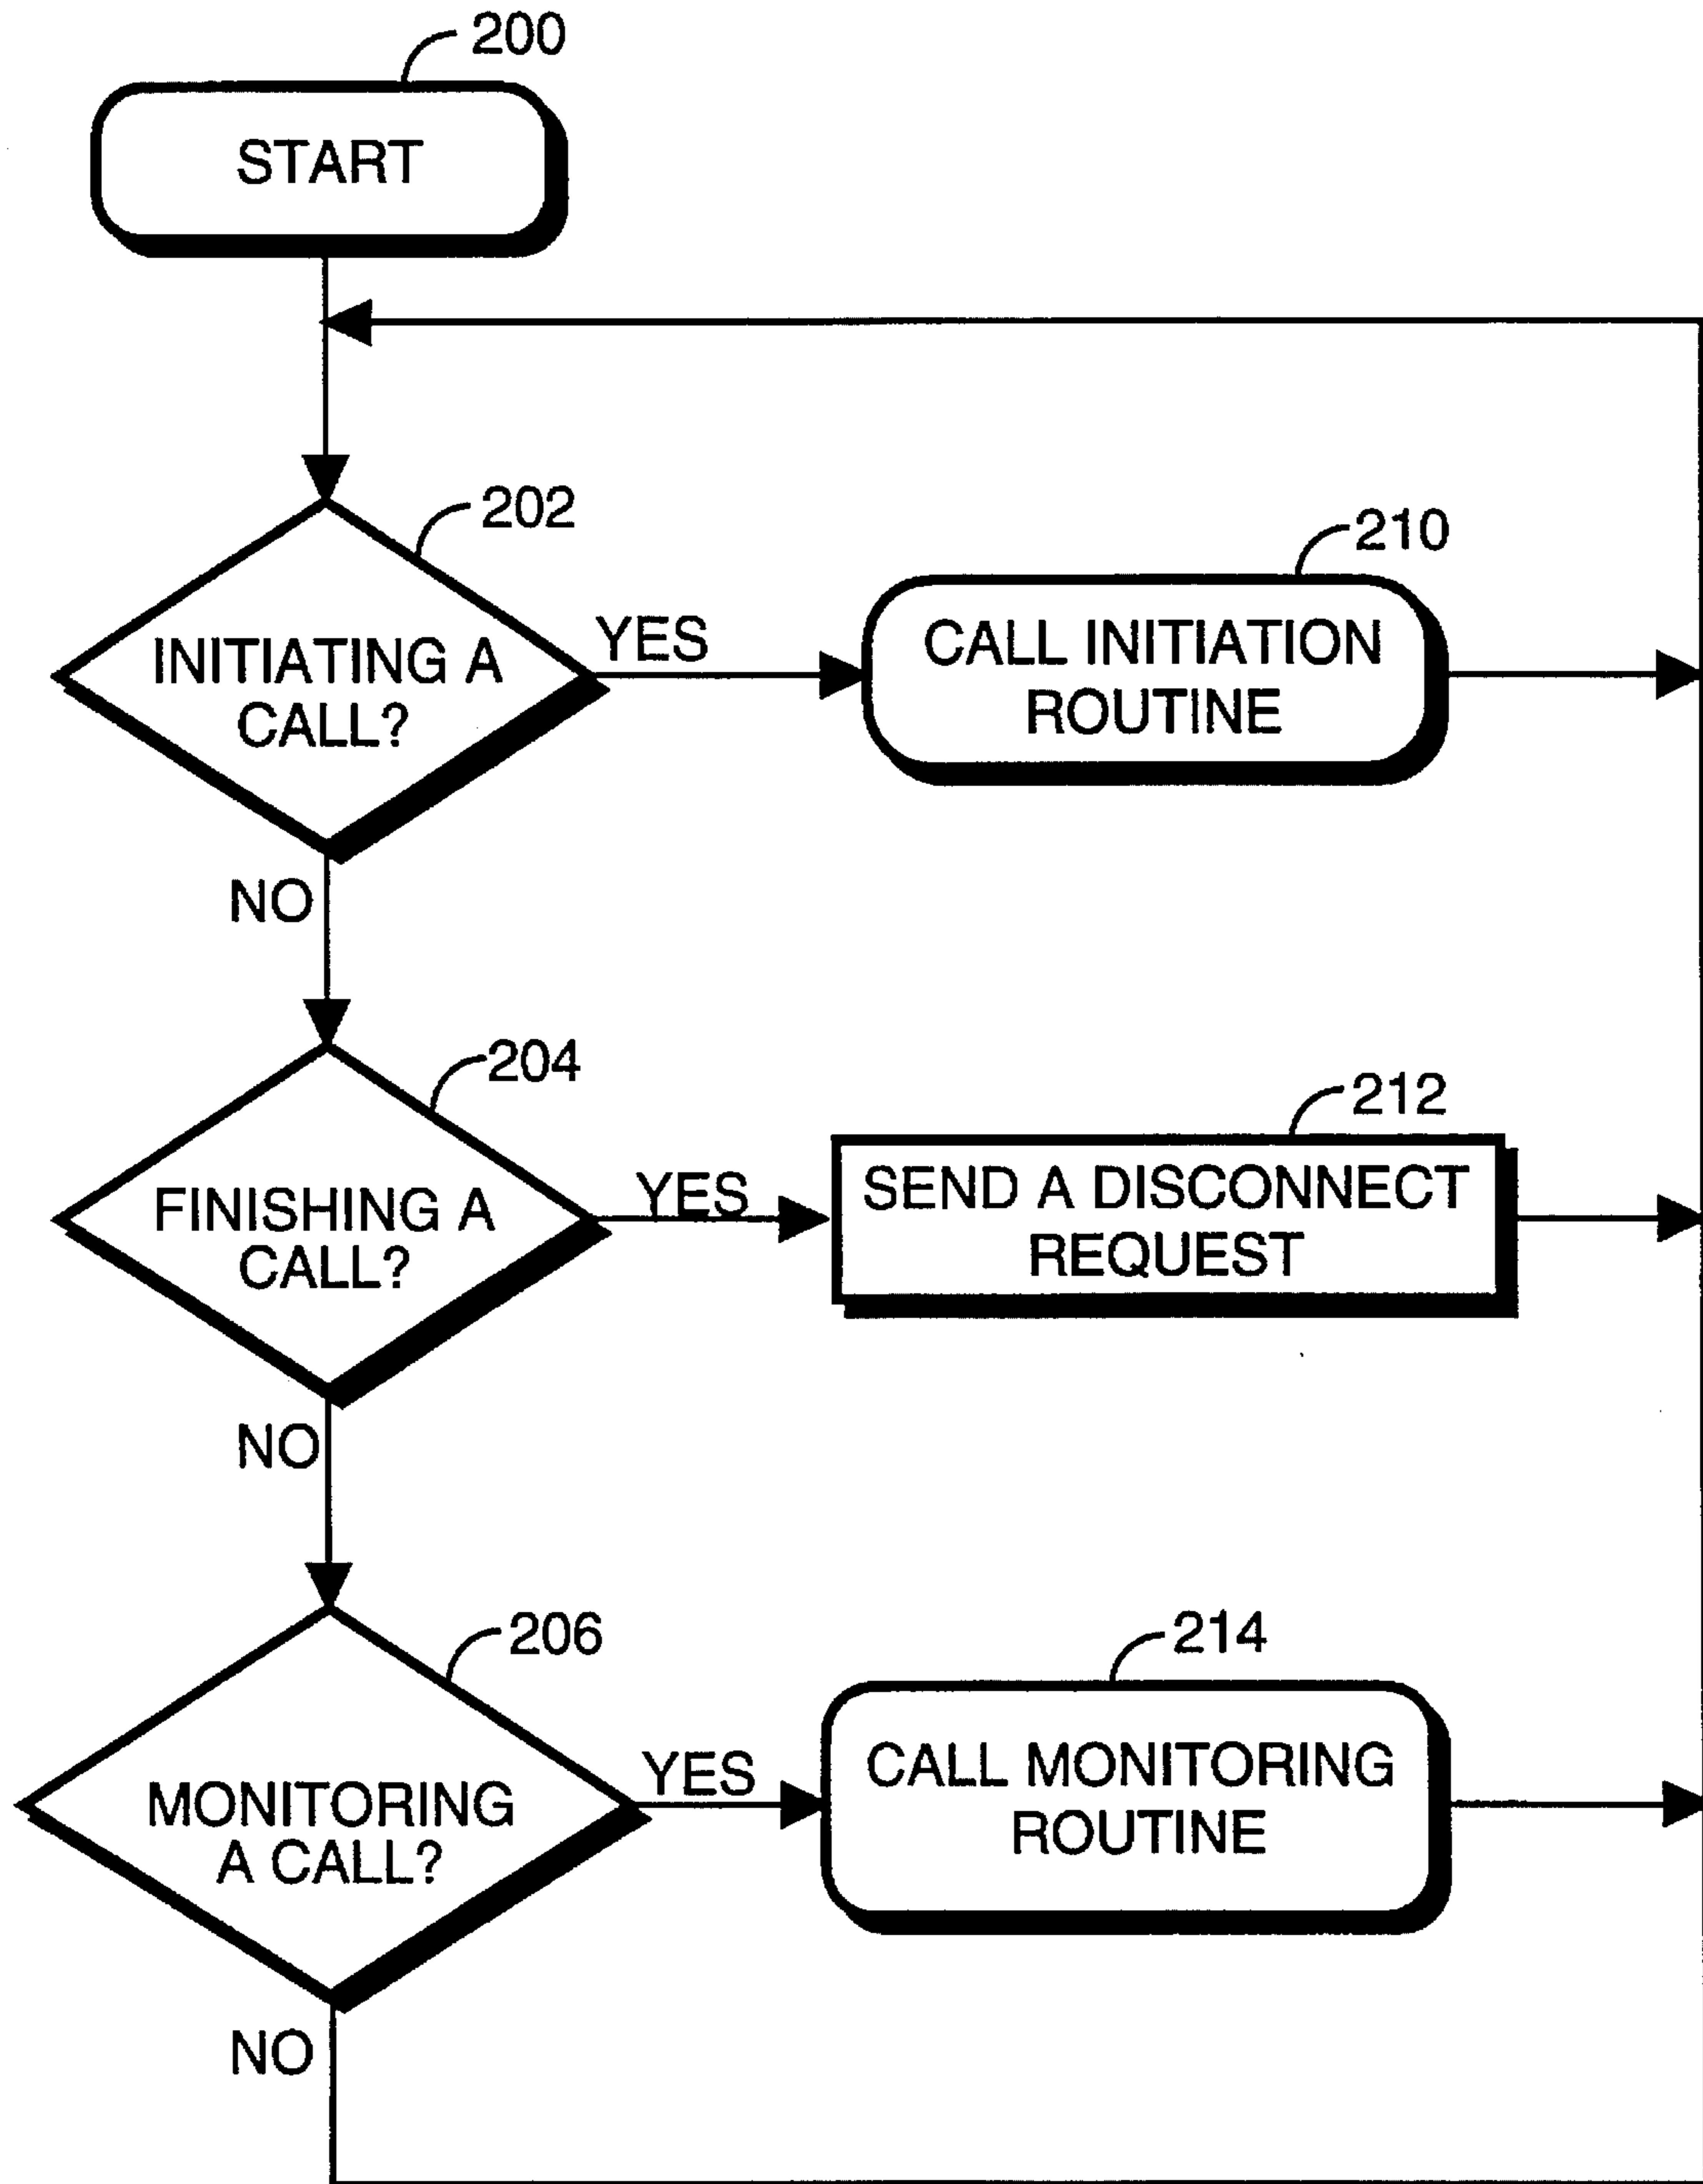 200
START
202
INITIATING A
CALL?
YES
210
CALL INITIATION
ROUTINE
NO
204
FINISHING A
CALL?
YES
212
SEND A DISCONNECT
REQUEST
NO
206
MONITORING
A CALL?
YES
214
CALL MONITORING
ROUTINE
NO